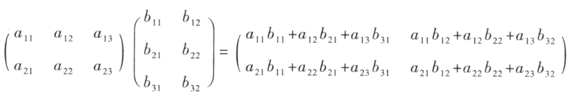 ( a₁₁ a₁₂ a₁₃ ; a₂₁ a₂₂ a₂₃ ) ( b₁₁ b₁₂ ; b₂₁ b₂₂ ; b₃₁ b₃₂ ) = ( a₁₁b₁₁+a₁₂b₂₁+a₁₃b₃₁ a₁₁b₁₂+a₁₂b₂₂+a₁₃b₃₂ ; a₂₁b₁₁+a₂₂b₂₁+a₂₃b₃₁ a₂₁b₁₂+a₂₂b₂₂+a₂₃b₃₂ )